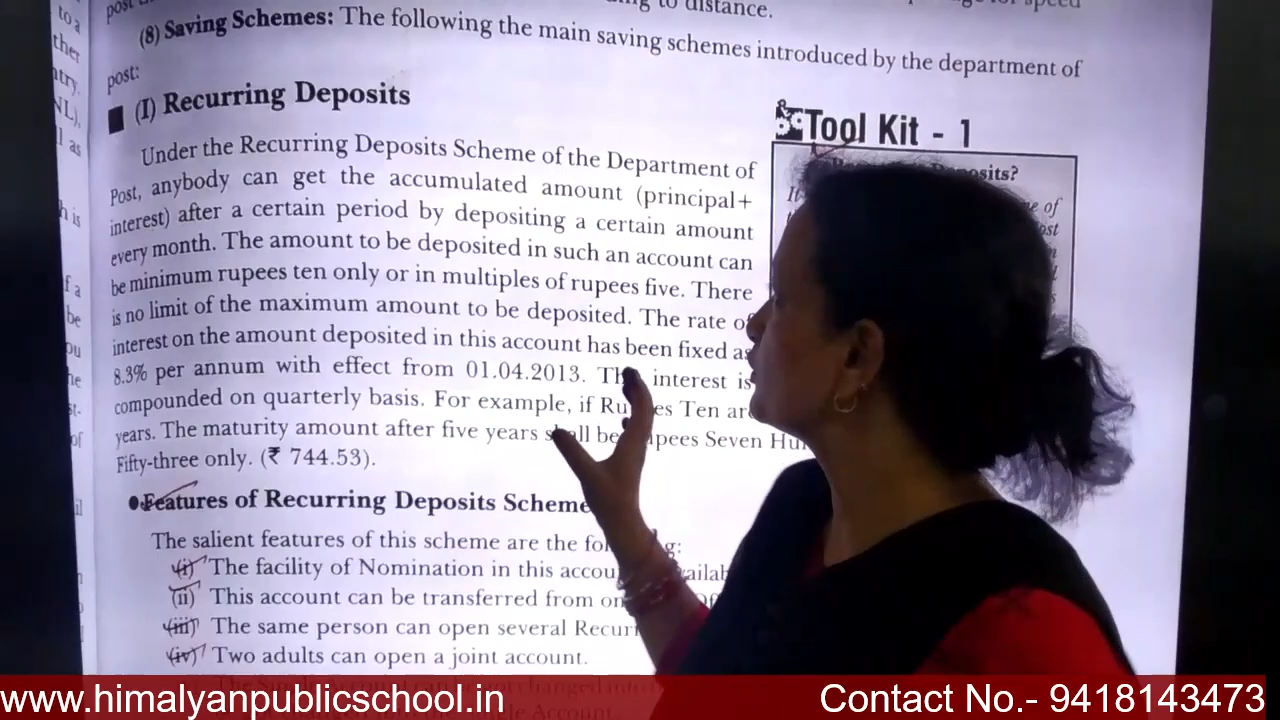 to distance.
speed
(8) Saving Schemes: The following the main saving schemes introduced by the department of
post:
(I) Recurring Deposits
Under the Recurring Deposits Scheme of the Department of
Post, anybody can get the accumulated amount (principal+
interest) after a certain period by depositing a certain amount
every month. The amount to be deposited in such an account can
be minimum rupees ten only or in multiples of rupees five. There
is no limit of the maximum amount to be deposited. The rate of
interest on the amount deposited in this account has been fixed as
8.3% per annum with effect from 01.04.2013. interest is
compounded on quarterly basis. For example, if Ten are
years. The maturity amount after five years be Seven
Fifty-three only. (₹ 744.53).
Tool Kit - 1
of
● Features of Recurring Deposits Scheme
The salient features of this scheme are the
(i) The facility of Nomination in this
(ii) This account can be transferred from
(iii) The same person can open several
(iv) Two adults can open a joint account.
www.himalyanpublicschool.in
Contact No.- 9418143473